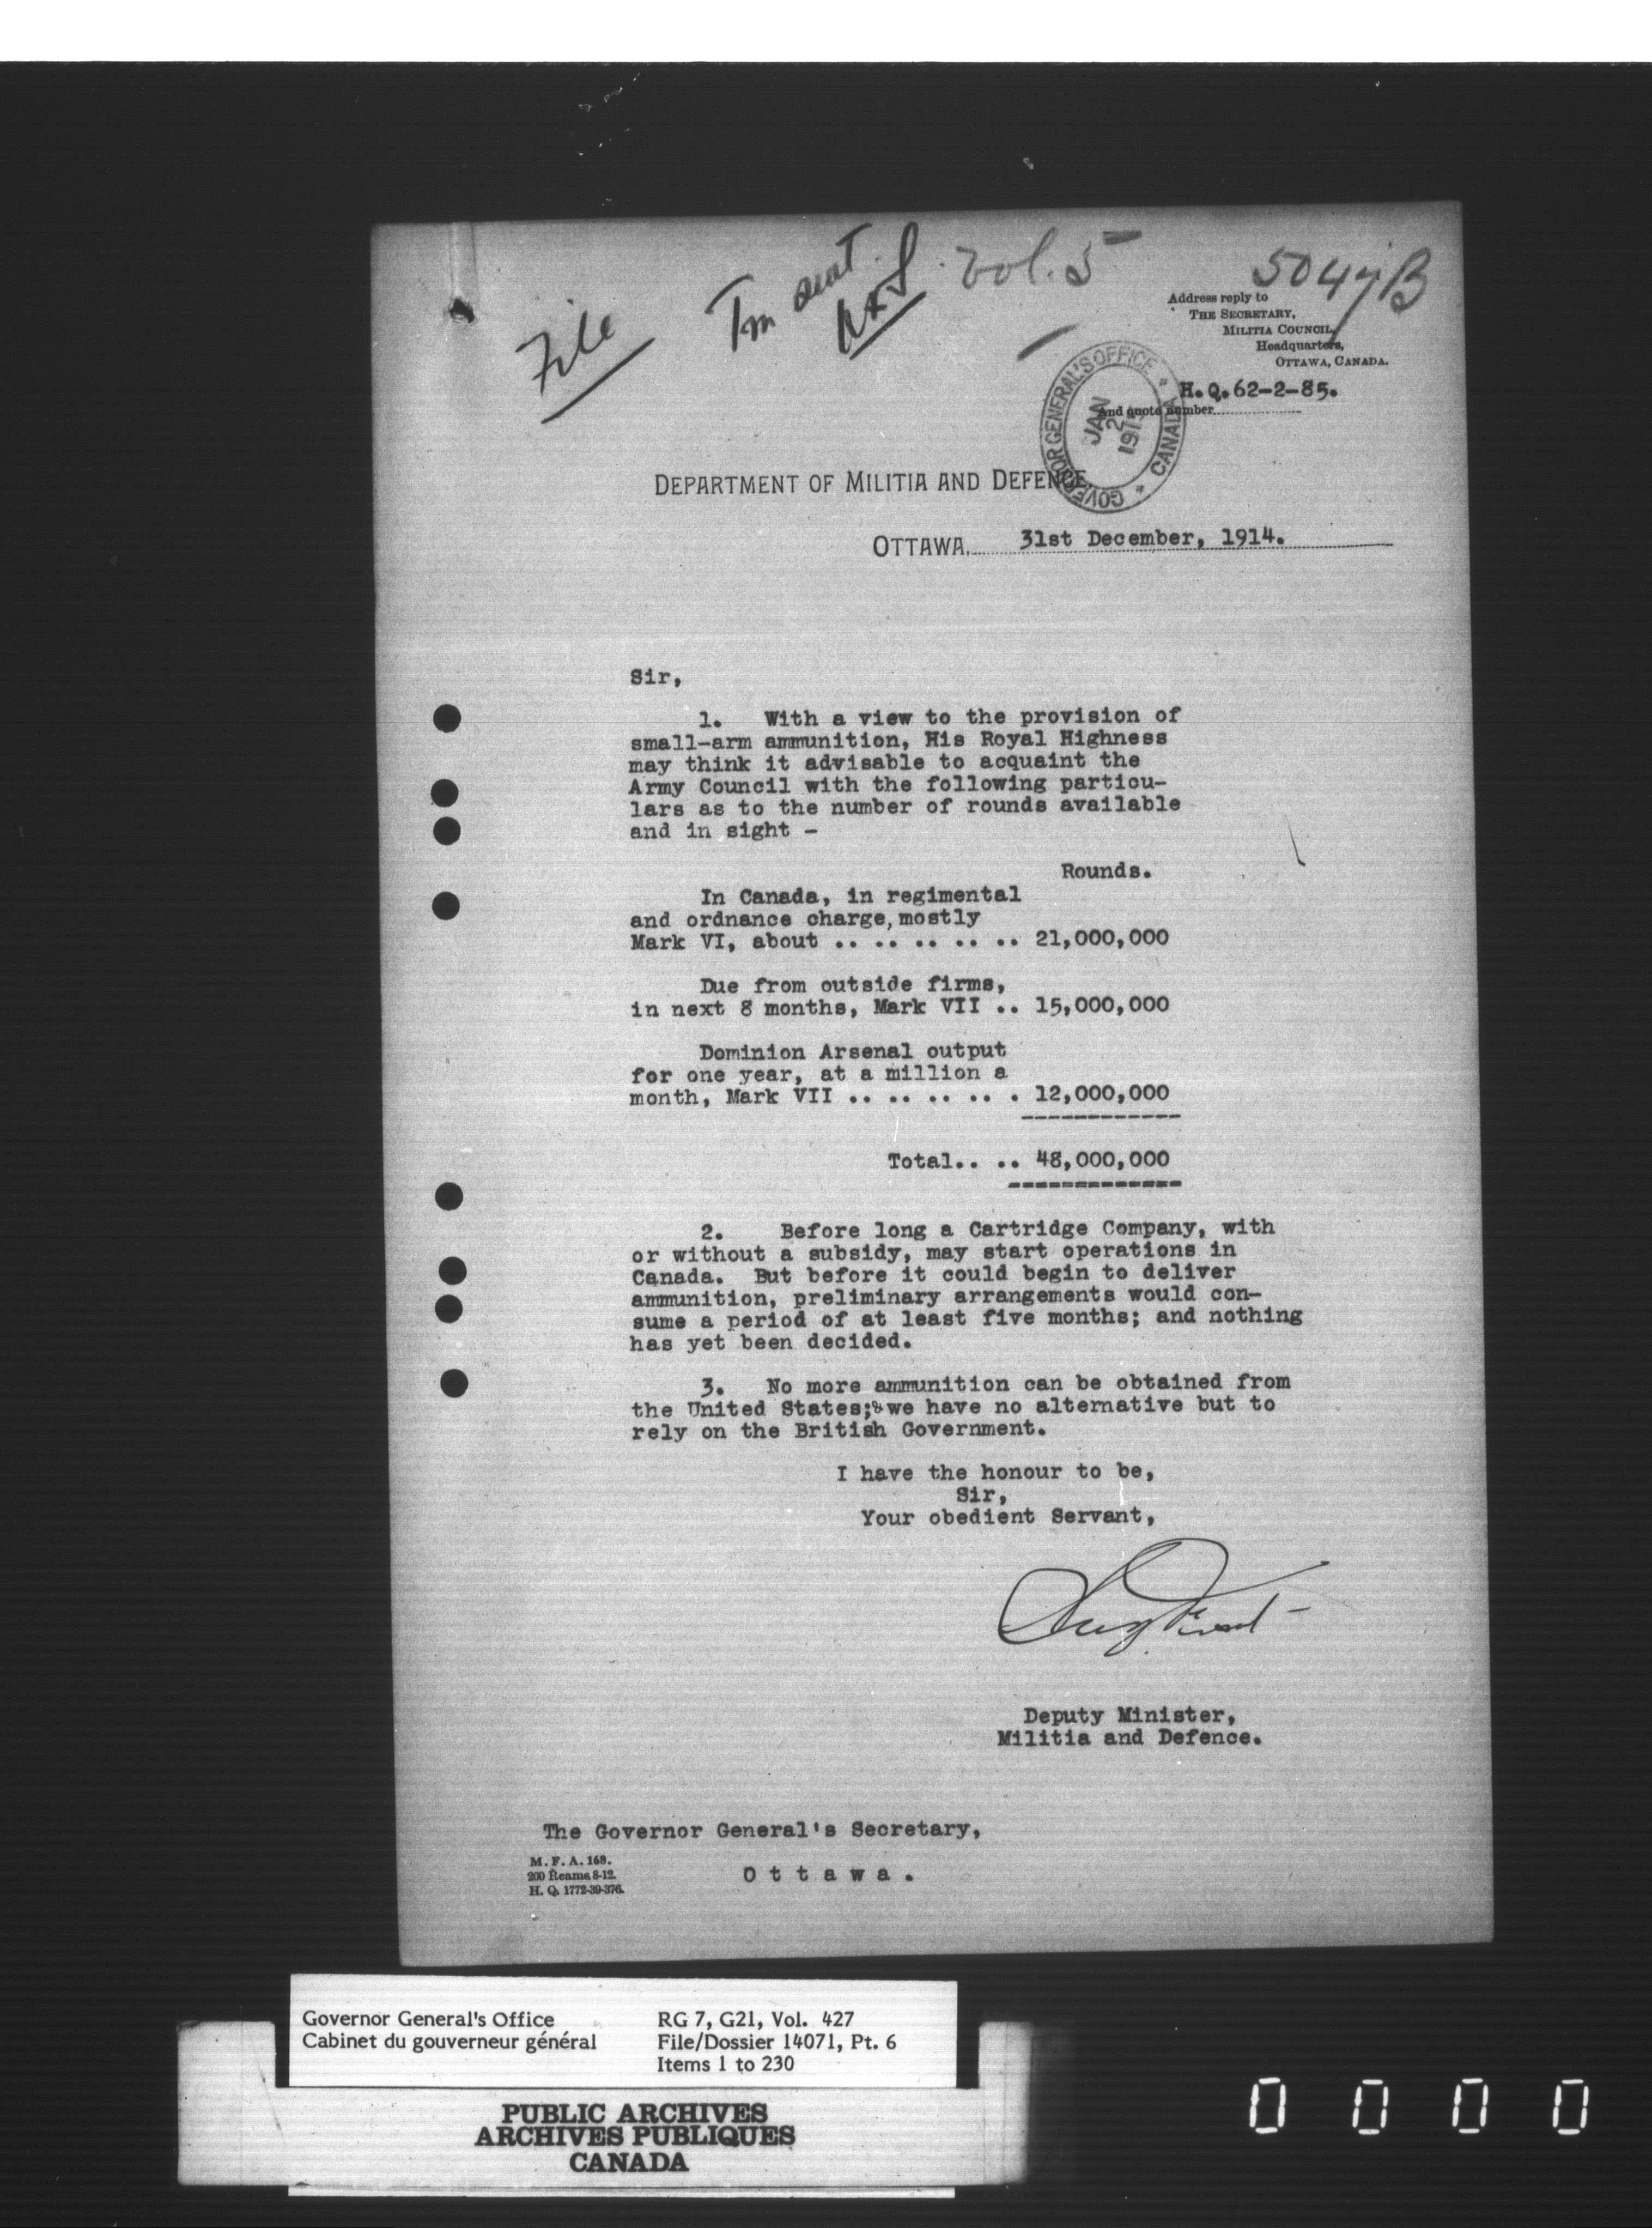 File
Tm sent
Vol. 5
5047B
Address reply to
THE SECRETARY,
MILITIA COUNCIL,
Headquarters,
OTTAWA, CANADA.
H.Q. 62-2-85.
and quote number
GOVERNOR GENERAL'S OFFICE * CANADA *
JAN
2
191
DEPARTMENT OF MILITIA AND DEFENCE,
OTTAWA, 31st December, 1914.
Sir,
1. With a view to the provision of
small-arm ammunition, His Royal Highness
may think it advisable to acquaint the
Army Council with the following particu-
lars as to the number of rounds available
and in sight -
Rounds.
In Canada, in regimental
and ordnance charge, mostly
Mark VI, about .. .. .. .. .. 21,000,000
Due from outside firms,
in next 8 months, Mark VII .. 15,000,000
Dominion Arsenal output
for one year, at a million a
month, Mark VII .. .. .. .. . 12,000,000
Total.. .. 48,000,000
2. Before long a Cartridge Company, with
or without a subsidy, may start operations in
Canada. But before it could begin to deliver
ammunition, preliminary arrangements would con-
sume a period of at least five months; and nothing
has yet been decided.
3. No more ammunition can be obtained from
the United States;& we have no alternative but to
rely on the British Government.
I have the honour to be,
Sir,
Your obedient Servant,
Deputy Minister,
Militia and Defence.
The Governor General's Secretary,
Ottawa.
M. F. A. 168.
200 Reams 8-12.
H. Q. 1772-39-376.
Governor General's Office
Cabinet du gouverneur général
RG 7, G21, Vol. 427
File/Dossier 14071, Pt. 6
Items 1 to 230
PUBLIC ARCHIVES
ARCHIVES PUBLIQUES
CANADA
0 0 0 0